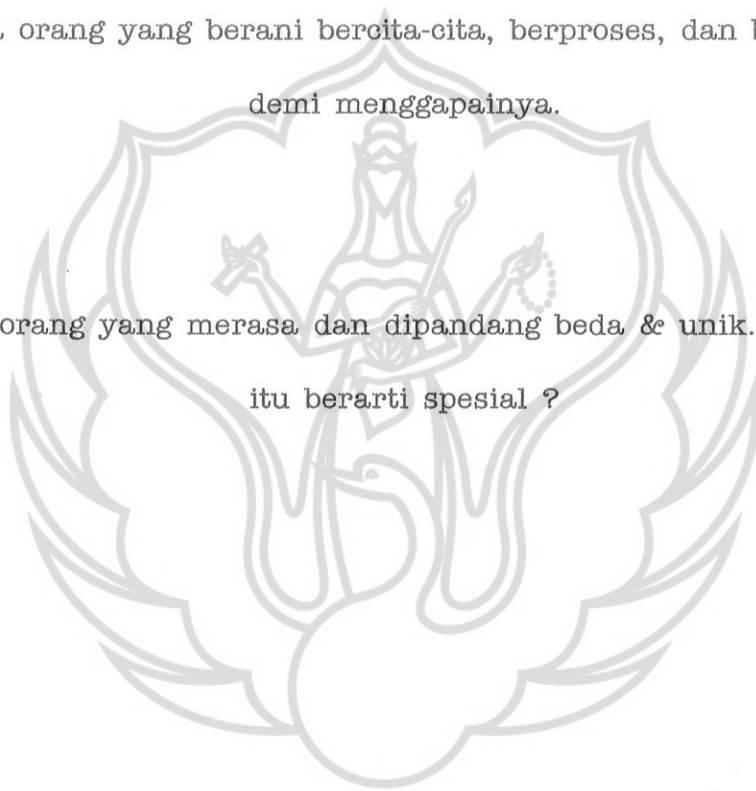 orang yang berani bercita-cita, berproses, dan
demi menggapainya.
orang yang merasa dan dipandang beda & unik.
itu berarti spesial ?